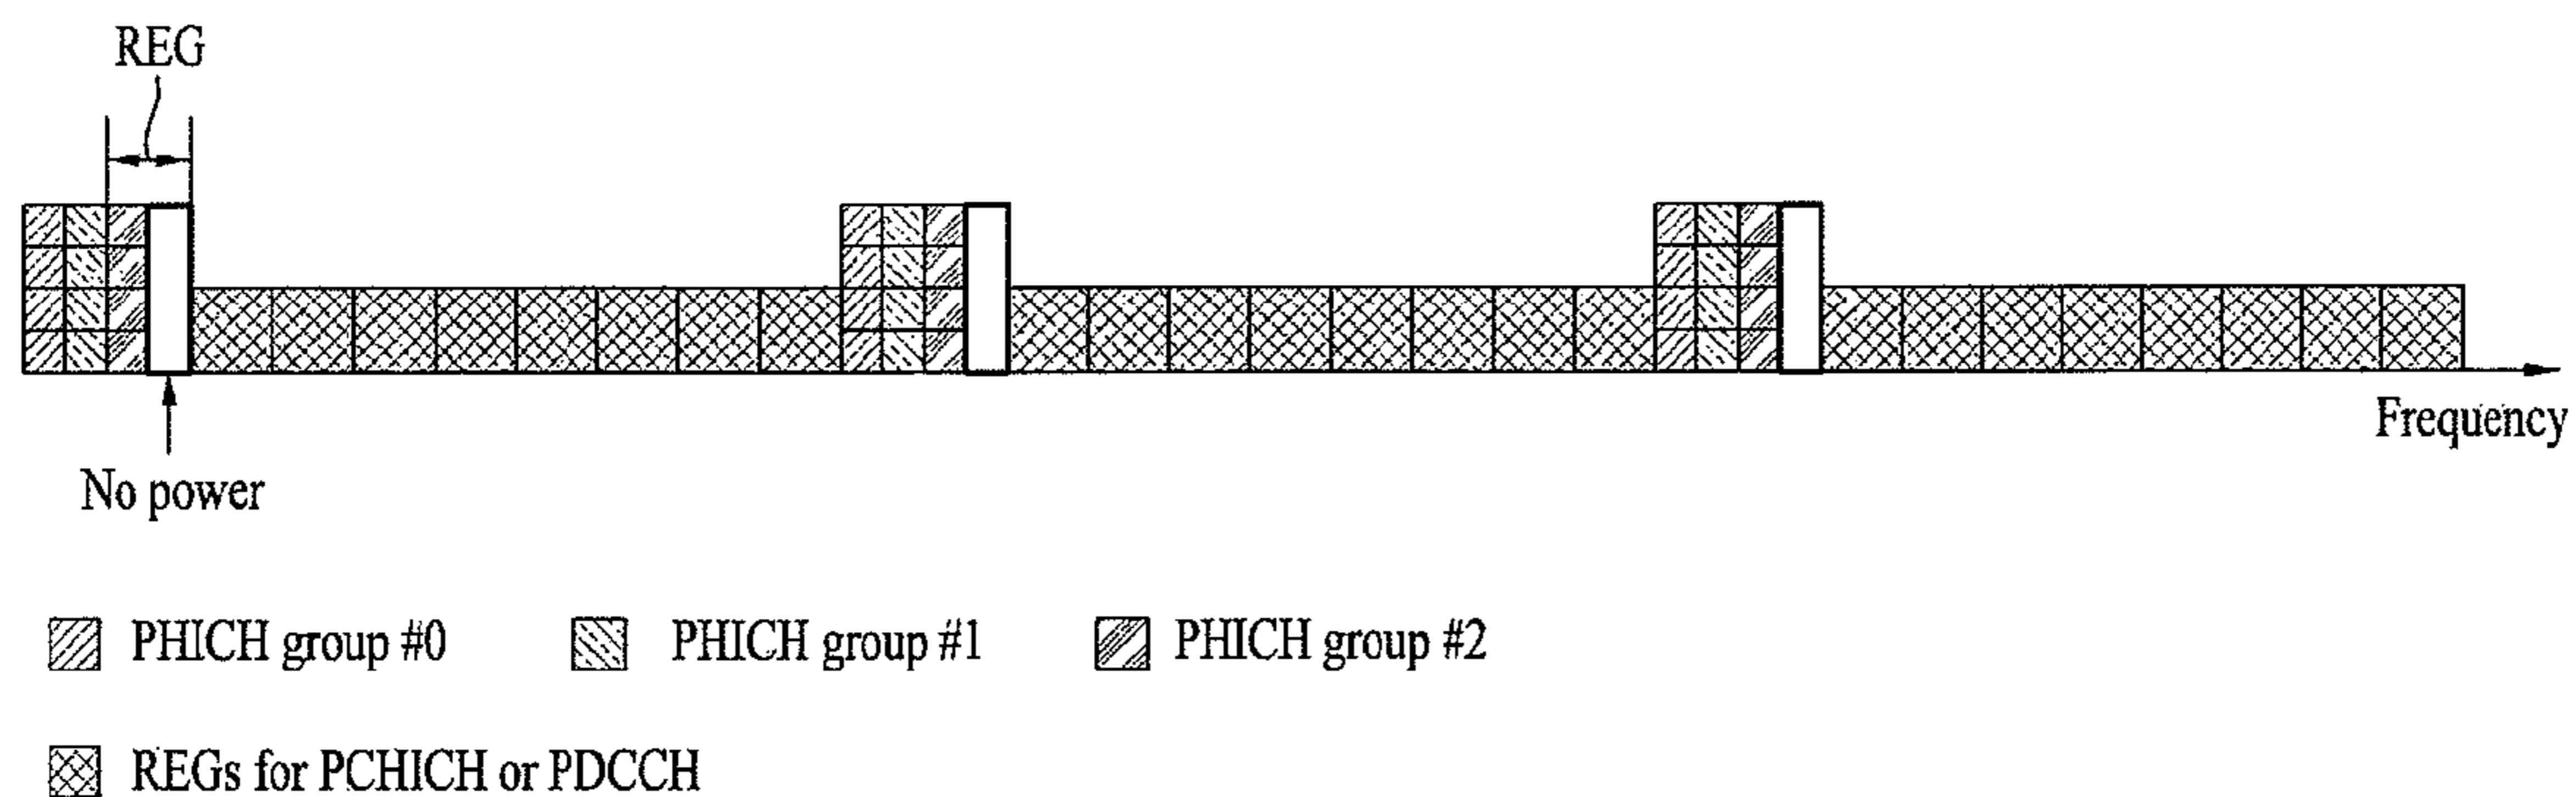 REG
No power
Frequency
PHICH group #0
PHICH group #1
PHICH group #2
REGs for PCHICH or PDCCH